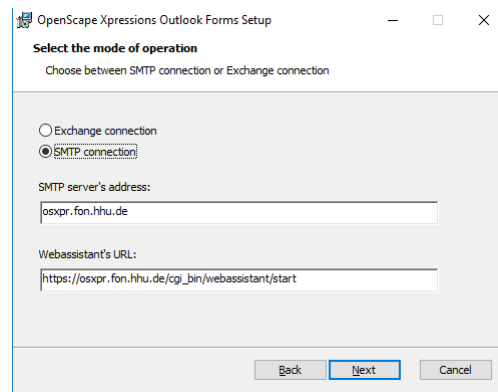 OpenScape Xpressions Outlook Forms Setup
Select the mode of operation
Choose between SMTP connection or Exchange connection
Exchange connection
SMTP connection
SMTP server's address:
osxpr.fon.hhu.de
Webassistant's URL:
https://osxpr.fon.hhu.de/cgi_bin/webassistant/start
Back Next Cancel